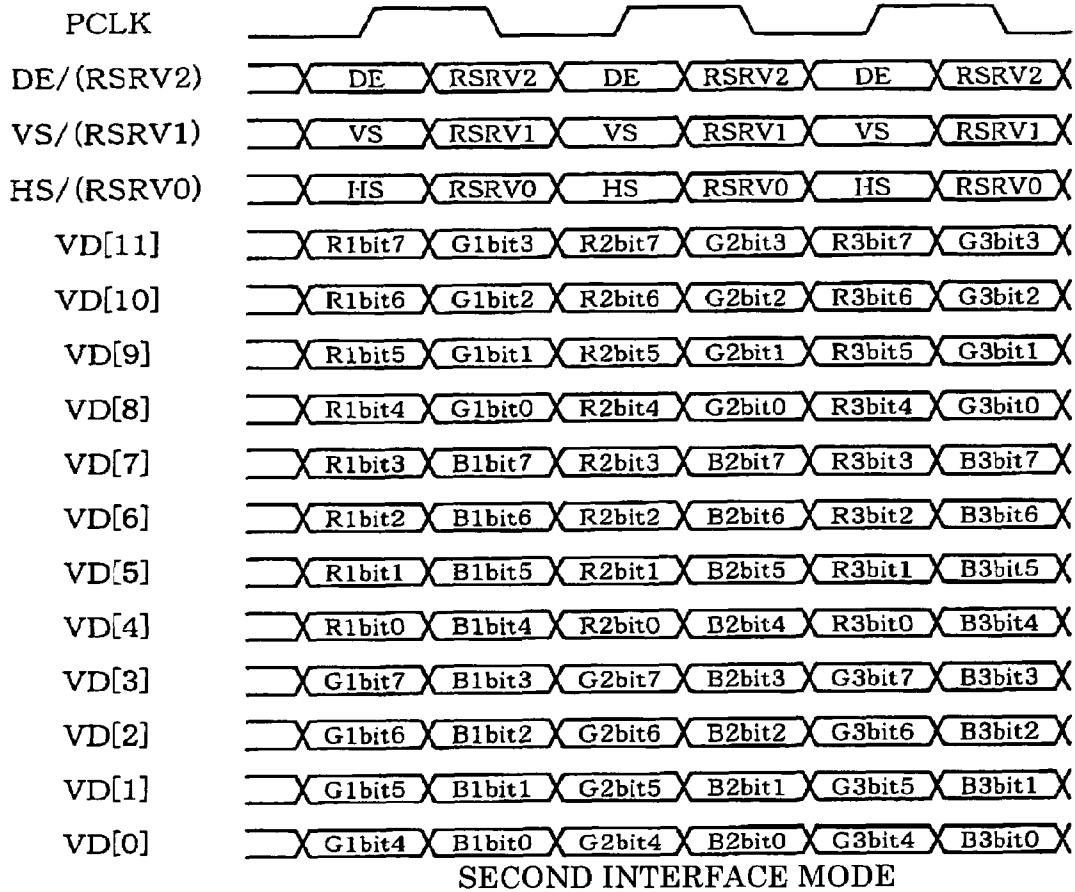 PCLK
DE/(RSRV2) DE RSRV2 DE RSRV2 DE RSRV2
VS/(RSRV1) VS RSRV1 VS RSRV1 VS RSRV1
HS/(RSRV0) HS RSRV0 HS RSRV0 HS RSRV0
VD[11] R1bit7 G1bit3 R2bit7 G2bit3 R3bit7 G3bit3
VD[10] R1bit6 G1bit2 R2bit6 G2bit2 R3bit6 G3bit2
VD[9] R1bit5 G1bit1 R2bit5 G2bit1 R3bit5 G3bit1
VD[8] R1bit4 G1bit0 R2bit4 G2bit0 R3bit4 G3bit0
VD[7] R1bit3 B1bit7 R2bit3 B2bit7 R3bit3 B3bit7
VD[6] R1bit2 B1bit6 R2bit2 B2bit6 R3bit2 B3bit6
VD[5] R1bit1 B1bit5 R2bit1 B2bit5 R3bit1 B3bit5
VD[4] R1bit0 B1bit4 R2bit0 B2bit4 R3bit0 B3bit4
VD[3] G1bit7 B1bit3 G2bit7 B2bit3 G3bit7 B3bit3
VD[2] G1bit6 B1bit2 G2bit6 B2bit2 G3bit6 B3bit2
VD[1] G1bit5 B1bit1 G2bit5 B2bit1 G3bit5 B3bit1
VD[0] G1bit4 B1bit0 G2bit4 B2bit0 G3bit4 B3bit0
SECOND INTERFACE MODE